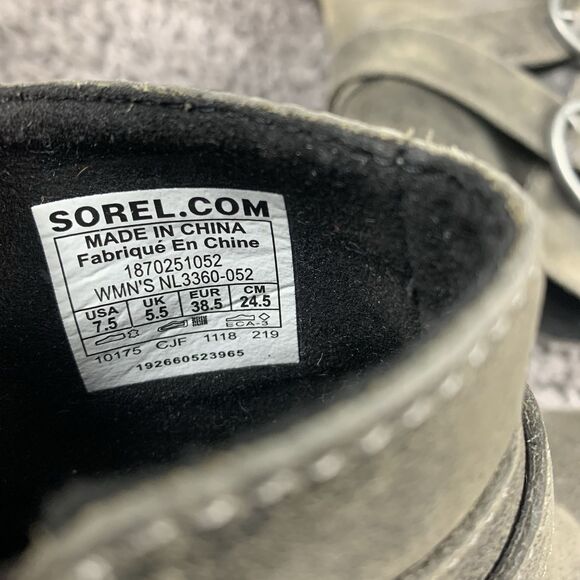 SOREL.COM
MADE IN CHINA
Fabriqué En Chine
1870251052
WMN'S NL3360-052
USA UK EUR CM
7.5 5.5 38.5 24.5
ECA-3
10175 CJF 1118 219
192660523965